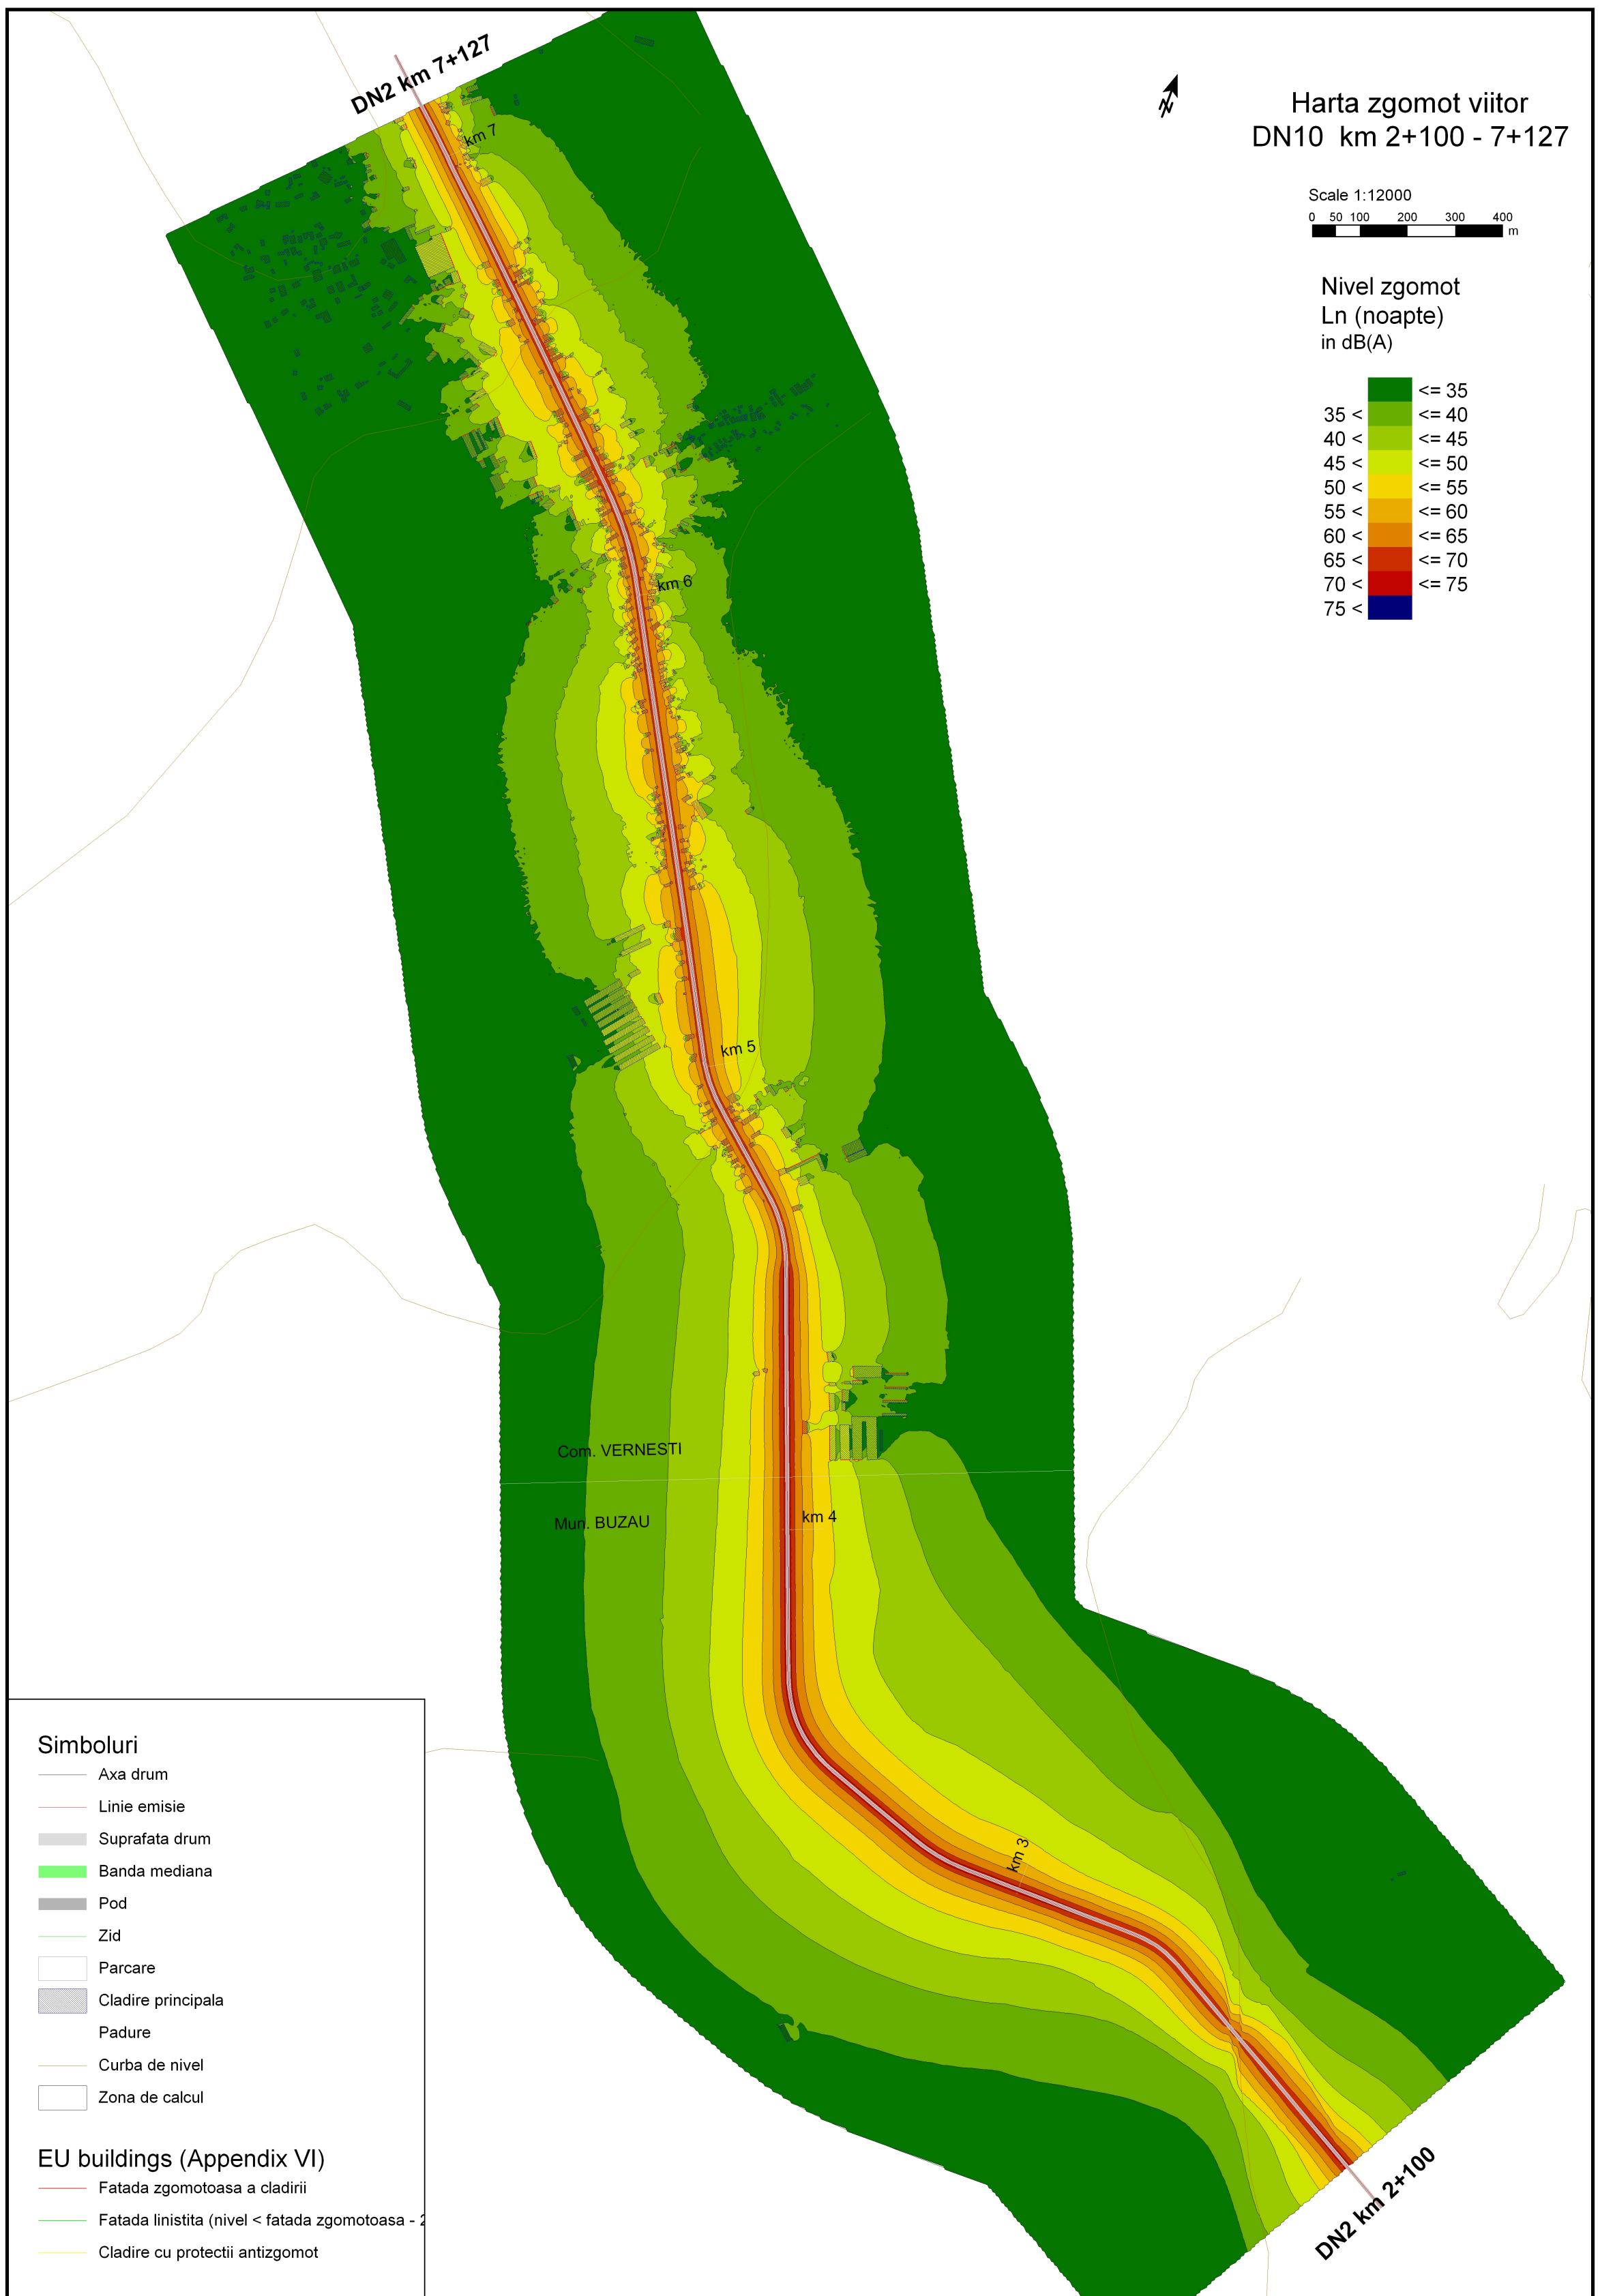 DN2 km 7+127
km 7
N
Harta zgomot viitor
DN10 km 2+100 - 7+127
Scale 1:12000
0 50 100 200 300 400
m
Nivel zgomot
Ln (noapte)
in dB(A)
<= 35
35 < <= 40
40 < <= 45
45 < <= 50
50 < <= 55
55 < <= 60
60 < <= 65
65 < <= 70
70 < <= 75
75 <
km 6
km 5
Com. VERNESTI
km 4
Mun. BUZAU
km 3
DN2 km 2+100
Simboluri
Axa drum
Linie emisie
Suprafata drum
Banda mediana
Pod
Zid
Parcare
Cladire principala
Padure
Curba de nivel
Zona de calcul
EU buildings (Appendix VI)
Fatada zgomotoasa a cladirii
Fatada linistita (nivel < fatada zgomotoasa - 2
Cladire cu protectii antizgomot